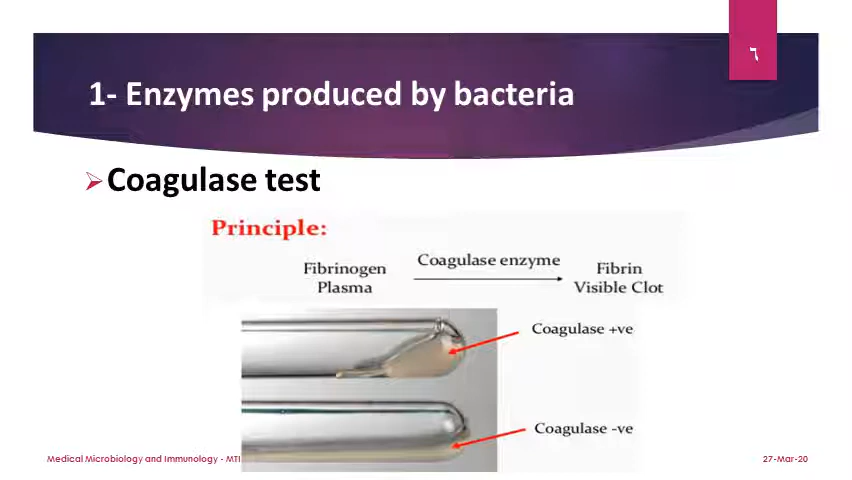 ٦
1- Enzymes produced by bacteria
Coagulase test
Principle:
Fibrinogen
Plasma
Coagulase enzyme
Fibrin
Visible Clot
Coagulase +ve
Coagulase -ve
Medical Microbiology and Immunology - MTI
27-Mar-20